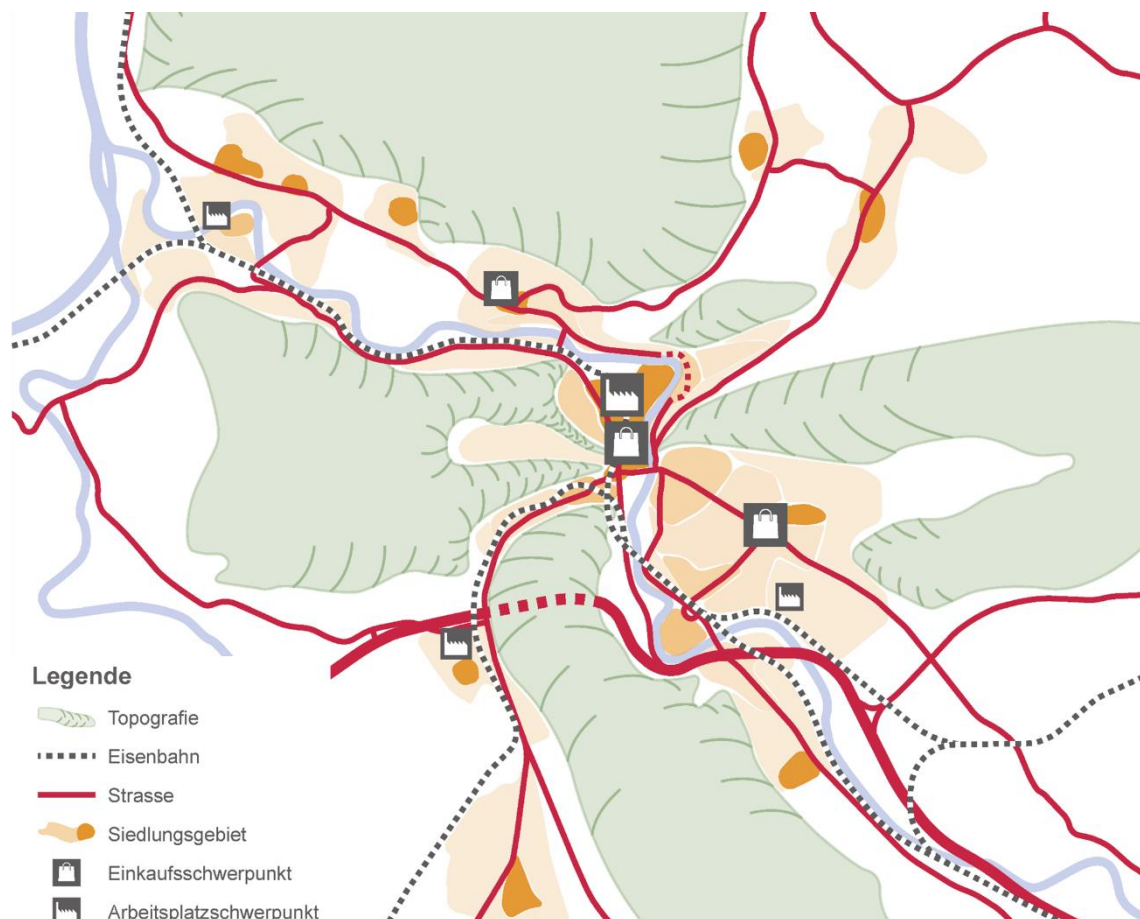 Legende
Topografie
Eisenbahn
Strasse
Siedlungsgebiet
Einkaufsschwerpunkt
Arbeitsplatzschwerpunkt